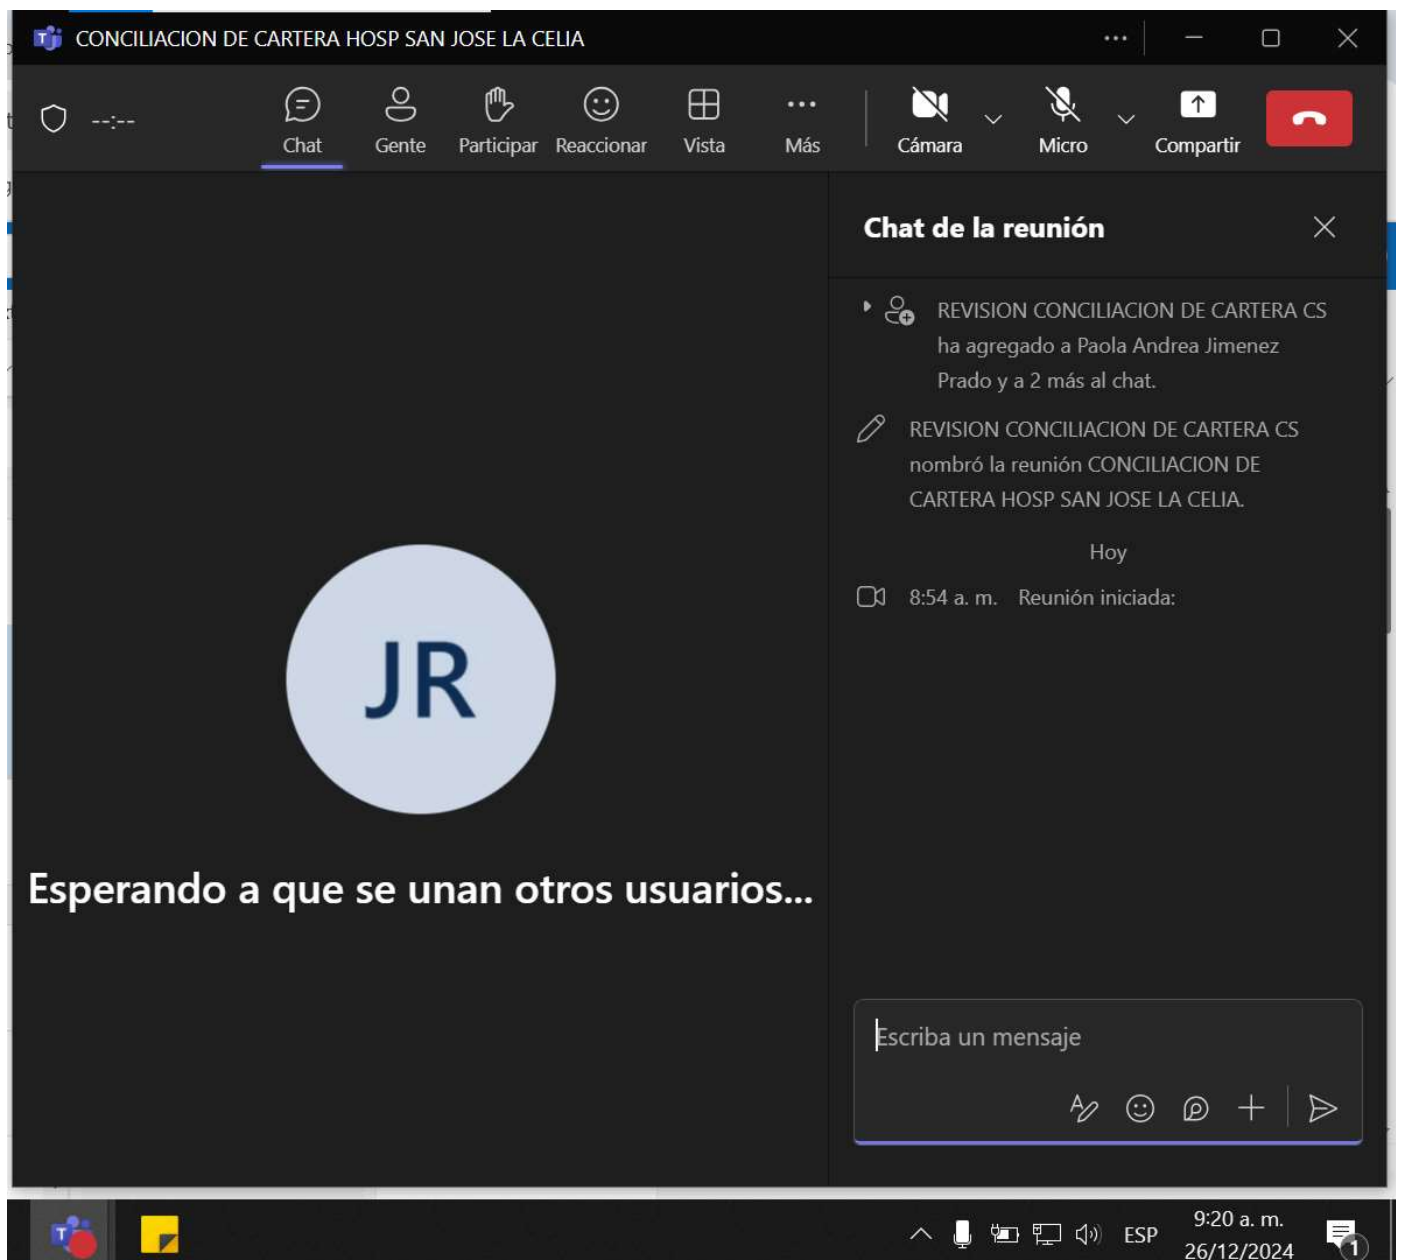 CONCILIACION DE CARTERA HOSP SAN JOSE LA CELIA
--:--
Chat
Gente
Participar
Reaccionar
Vista
Más
Cámara
Micro
Compartir
Chat de la reunión
REVISION CONCILIACION DE CARTERA CS
ha agregado a Paola Andrea Jimenez
Prado y a 2 más al chat.
REVISION CONCILIACION DE CARTERA CS
nombró la reunión CONCILIACION DE
CARTERA HOSP SAN JOSE LA CELIA.
Hoy
8:54 a. m. Reunión iniciada:
JR
Esperando a que se unan otros usuarios...
Escriba un mensaje
ESP
9:20 a. m.
26/12/2024
1